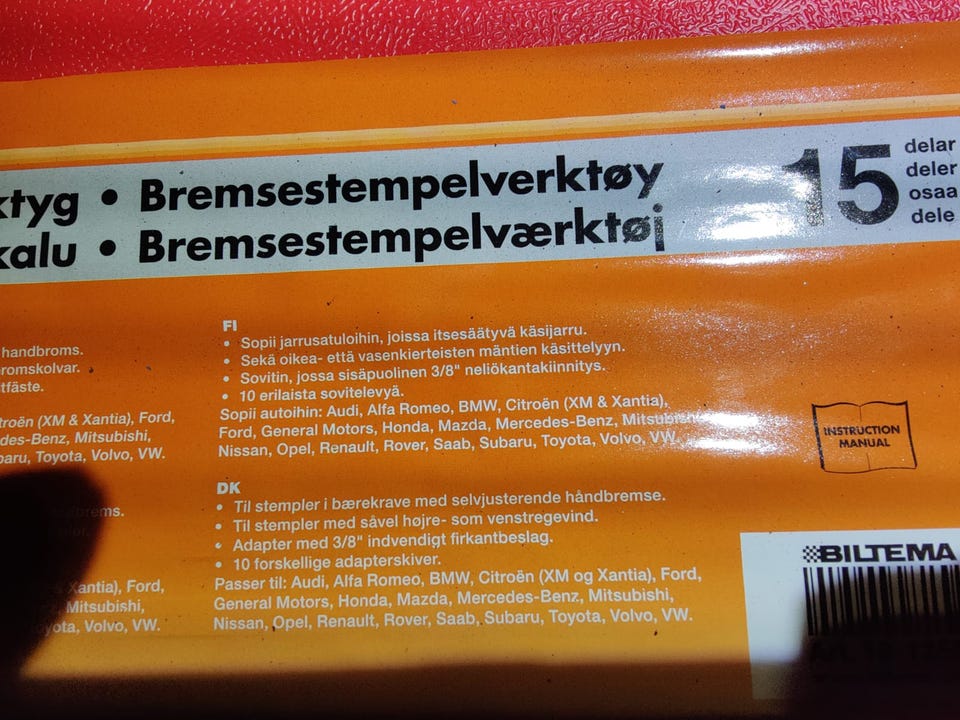 ktyg • Bremsestempelverktøy
kalu • Bremsestempelværktøj
15
delar
deler
osaa
dele
handbroms.
romskolvar.
tfäste.
troën (XM & Xantia), Ford,
des-Benz, Mitsubishi,
baru, Toyota, Volvo, VW.
FI
• Sopii jarrusatuloihin, joissa itsesäätyvä käsijarru.
• Sekä oikea- että vasenkierteisten mäntien käsittelyyn.
• Sovitin, jossa sisäpuolinen 3/8" neliökantakiinnitys.
• 10 erilaista sovitelevyä.
Sopii autoihin: Audi, Alfa Romeo, BMW, Citroën (XM & Xantia),
Ford, General Motors, Honda, Mazda, Mercedes-Benz, Mitsubishi,
Nissan, Opel, Renault, Rover, Saab, Subaru, Toyota, Volvo, VW.
INSTRUCTION
MANUAL
dbrems.
Xantia), Ford,
Mitsubishi,
oyota, Volvo, VW.
DK
• Til stempler i bærekrave med selvjusterende håndbremse.
• Til stempler med såvel højre- som venstregevind.
• Adapter med 3/8" indvendigt firkantbeslag.
• 10 forskellige adapterskiver.
Passer til: Audi, Alfa Romeo, BMW, Citroën (XM og Xantia), Ford,
General Motors, Honda, Mazda, Mercedes-Benz, Mitsubishi,
Nissan, Opel, Renault, Rover, Saab, Subaru, Toyota, Volvo, VW.
BILTEMA